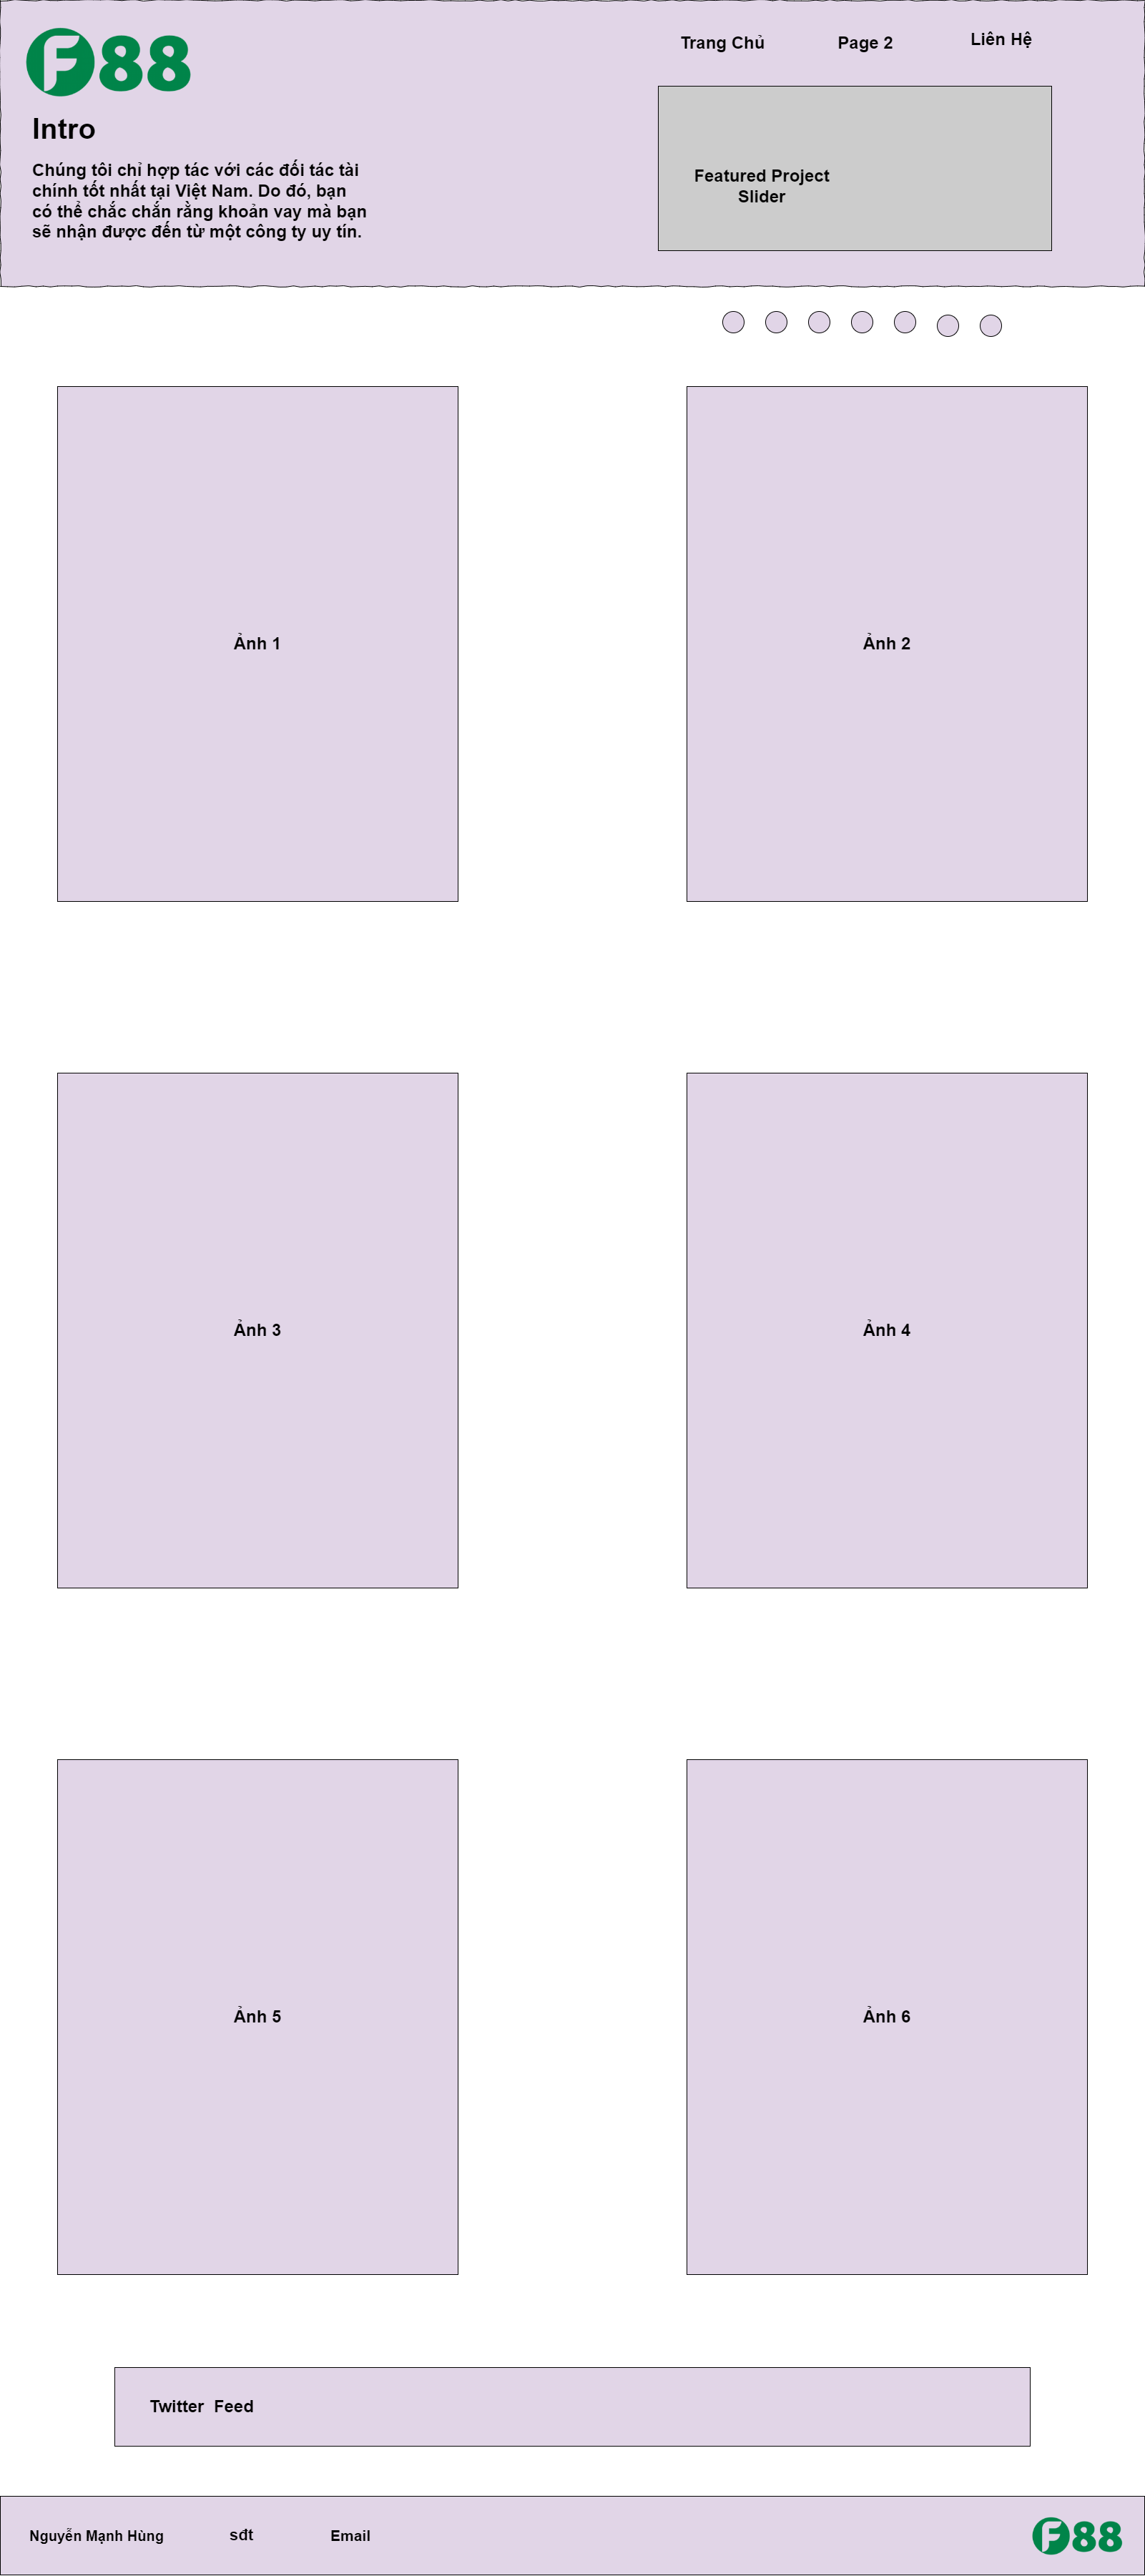 F88
Trang Chủ
Page 2
Liên Hệ
Intro
Chúng tôi chỉ hợp tác với các đối tác tài
chính tốt nhất tại Việt Nam. Do đó, bạn
có thể chắc chắn rằng khoản vay mà bạn
sẽ nhận được đến từ một công ty uy tín.
Featured Project
Slider
Ảnh 1
Ảnh 2
Ảnh 3
Ảnh 4
Ảnh 5
Ảnh 6
Twitter  Feed
Nguyễn Mạnh Hùng
sđt
Email
F88